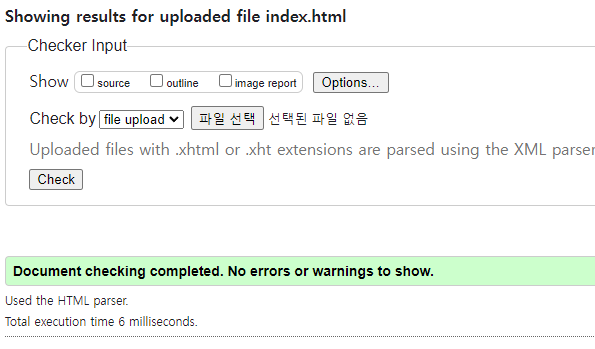 Showing results for uploaded file index.html
Checker Input
Show source outline image report Options...
Check by file upload 파일 선택 선택된 파일 없음
Uploaded files with .xhtml or .xht extensions are parsed using the XML parser
Check
Document checking completed. No errors or warnings to show.
Used the HTML parser.
Total execution time 6 milliseconds.